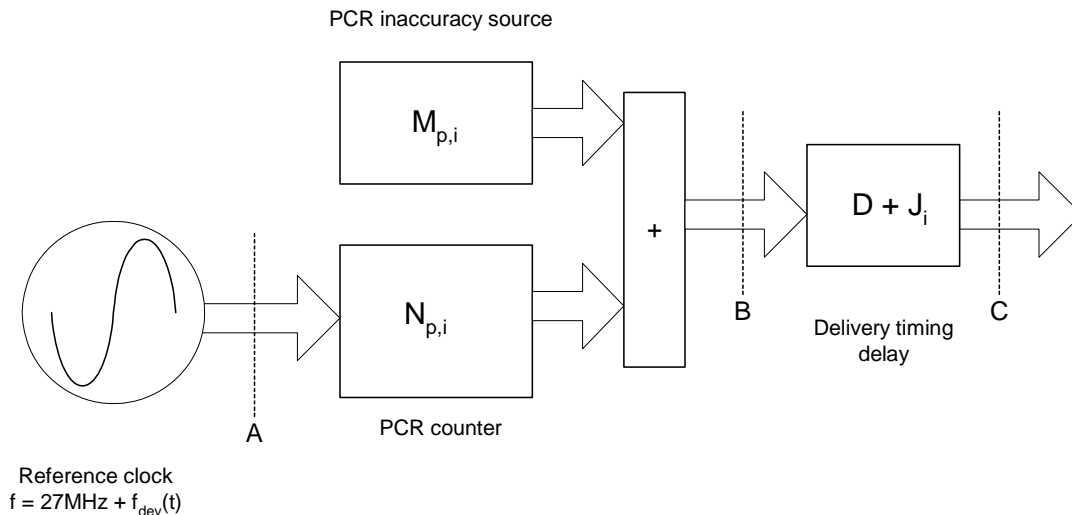 PCR inaccuracy source
M_p,i
+
D + J_i
N_p,i
A
B
C
Delivery timing
delay
PCR counter
Reference clock
f = 27MHz + f_dev(t)